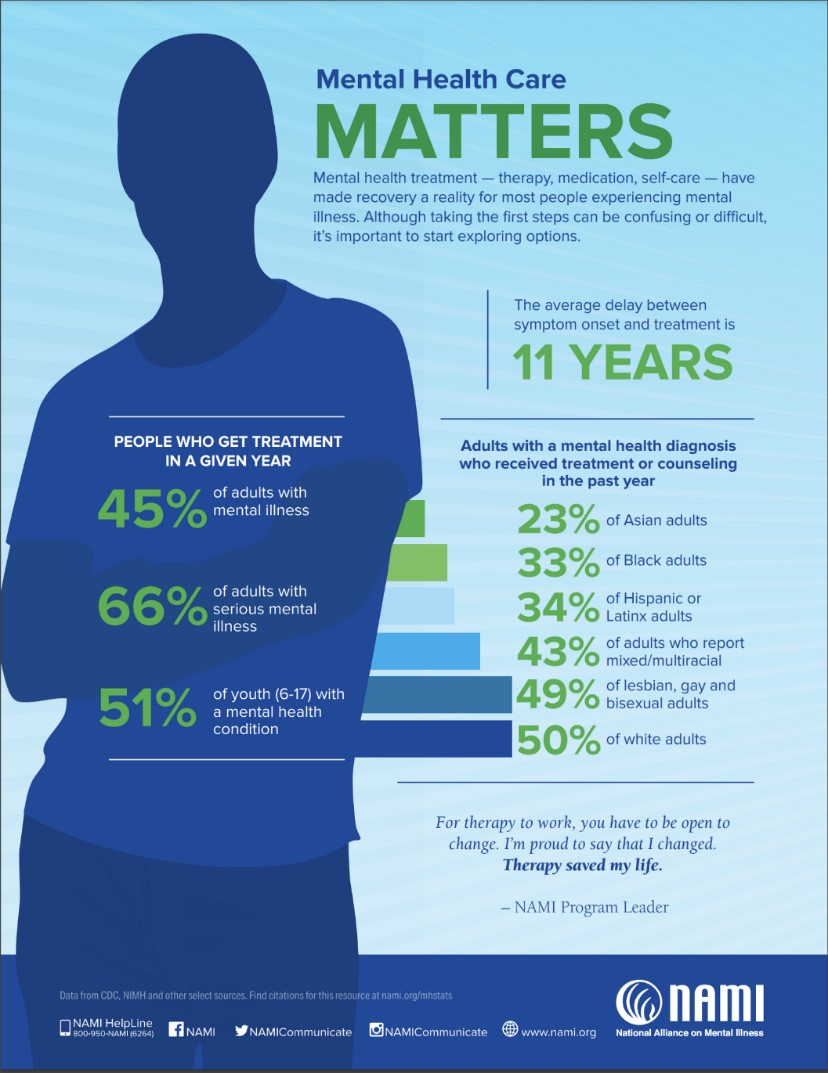 Mental Health Care
MATTERS
Mental health treatment — therapy, medication, self-care — have
made recovery a reality for most people experiencing mental
illness. Although taking the first steps can be confusing or difficult,
it's important to start exploring options.
The average delay between
symptom onset and treatment is
11 YEARS
PEOPLE WHO GET TREATMENT
IN A GIVEN YEAR
45% of adults with
mental illness
66% of adults with
serious mental
illness
51% of youth (6-17) with
a mental health
condition
Adults with a mental health diagnosis
who received treatment or counseling
in the past year
23% of Asian adults
33% of Black adults
34% of Hispanic or
Latinx adults
43% of adults who report
mixed/multiracial
49% of lesbian, gay and
bisexual adults
50% of white adults
For therapy to work, you have to be open to
change. I'm proud to say that I changed.
Therapy saved my life.
– NAMI Program Leader
Data from CDC, NIMH and other select sources. Find citations for this resource at nami.org/mhstats
NAMI HelpLine
800-950-NAMI (6264)
NAMI
NAMICommunicate
NAMICommunicate
www.nami.org
NAMI
National Alliance on Mental Illness